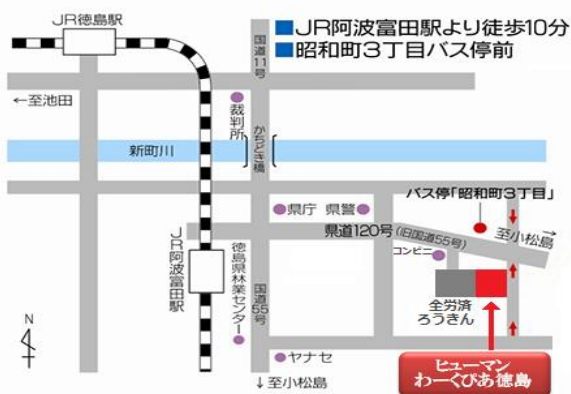 JR徳島駅
■JR阿波富田駅より徒歩10分
■昭和町3丁目バス停前
国道11号
←至池田
裁判所
新町川
かちどき橋
バス停「昭和町3丁目」
県庁 県警
県道120号(旧国道55号)
至小松島→
コンビニ
JR阿波富田駅
徳島県林業センター
国道55号
全労済
ろうきん
N
ヤナセ
↓至小松島
ヒューマン
わーくぴあ徳島